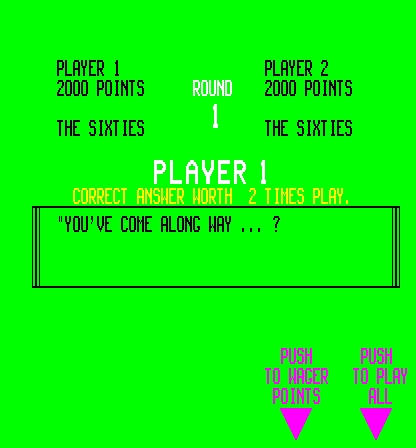 PLAYER 1
2000 POINTS
THE SIXTIES
ROUND
1
PLAYER 2
2000 POINTS
THE SIXTIES
PLAYER 1
CORRECT ANSWER WORTH  2 TIMES PLAY.
"YOU'VE COME ALONG WAY ... ?
PUSH
TO WAGER
POINTS
PUSH
TO PLAY
ALL